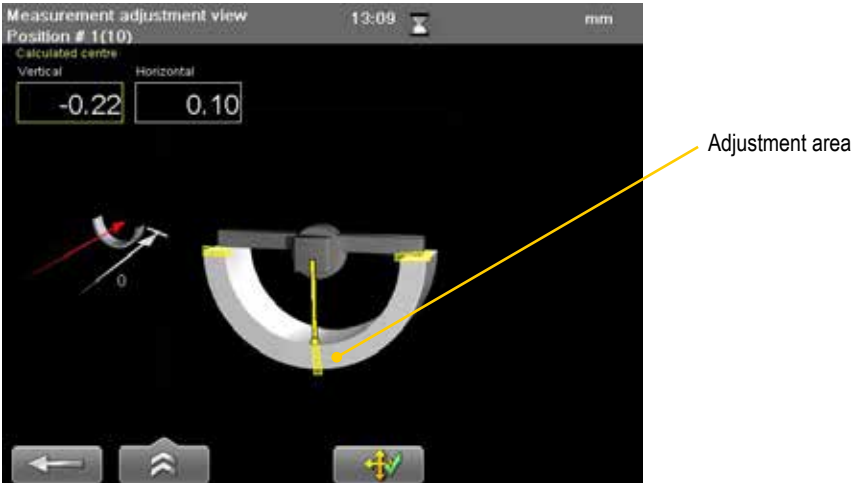 Measurement adjustment view
13:09
mm
Position # 1(10)
Calculated centre
Vertical Horizontal
-0.22 0.10
Adjustment area
0